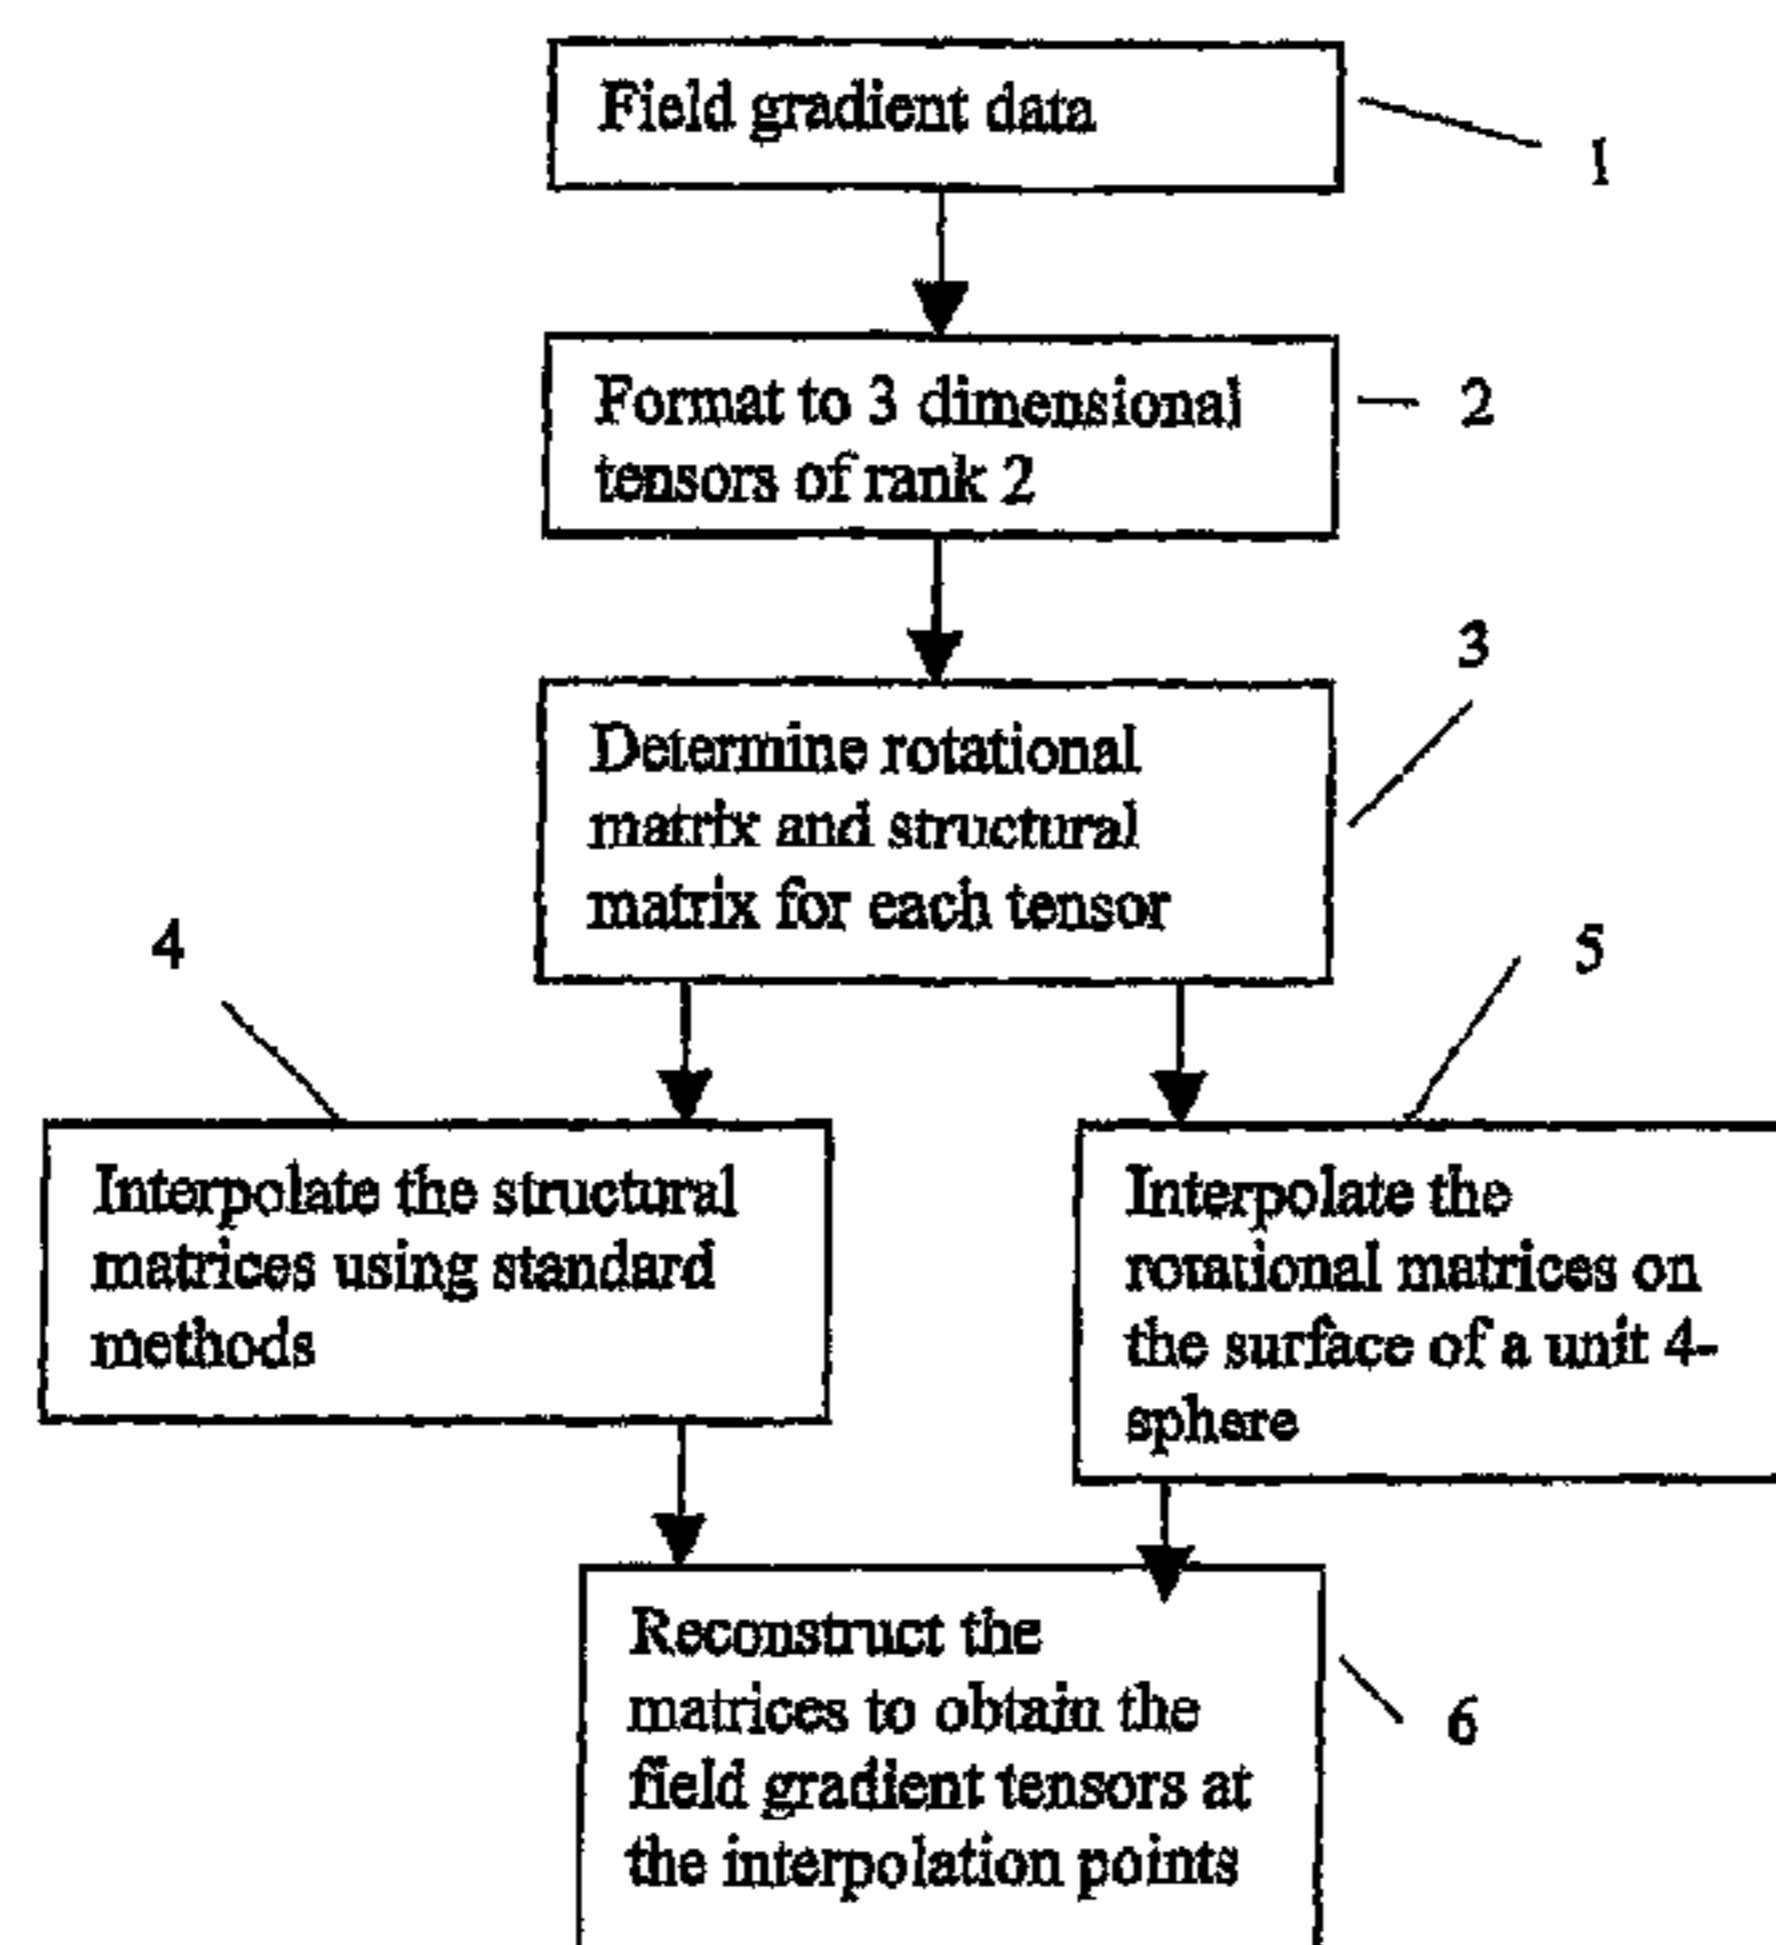 Field gradient data
1
Format to 3 dimensional
tensors of rank 2
2
3
Determine rotational
matrix and structural
matrix for each tensor
4
5
Interpolate the structural
matrices using standard
methods
Interpolate the
rotational matrices on
the surface of a unit 4-
sphere
Reconstruct the
matrices to obtain the
field gradient tensors at
the interpolation points
6